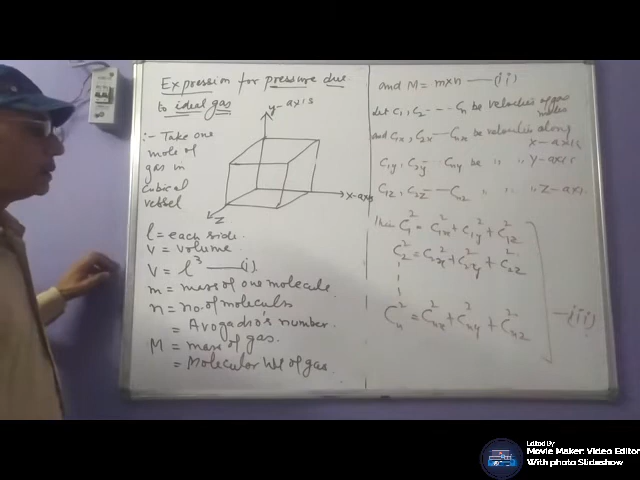 Expression for pressure due
to ideal gas
:- Take one
mole of
gas in
cubical
vessel
y-axis
x-axis
Z
l = each side.
V = volume.
V = l³ —(i)
m = mass of one molecule
n = no. of moleculs
= Avogadro's number.
M = mass of gas.
= Molecular Wt of gas.
and M = m×n —(ii)
Let C₁, C₂ --- Cₙ be velocities of gas
and C₁ₓ, C₂ₓ --- Cₙₓ be velocities along
x-axis
C₁y, C₂y --- Cny be " " Y-axis
C₁z, C₂z --- Cnz " " " Z-axis
Then C₁² = C₁ₓ² + C₁y² + C₁z²
C₂² = C₂ₓ² + C₂y² + C₂z²
Cₙ² = Cₙₓ² + Cny² + Cnz²
—(iii)
Edited By
Movie Maker: Video Editor
With photo Slideshow